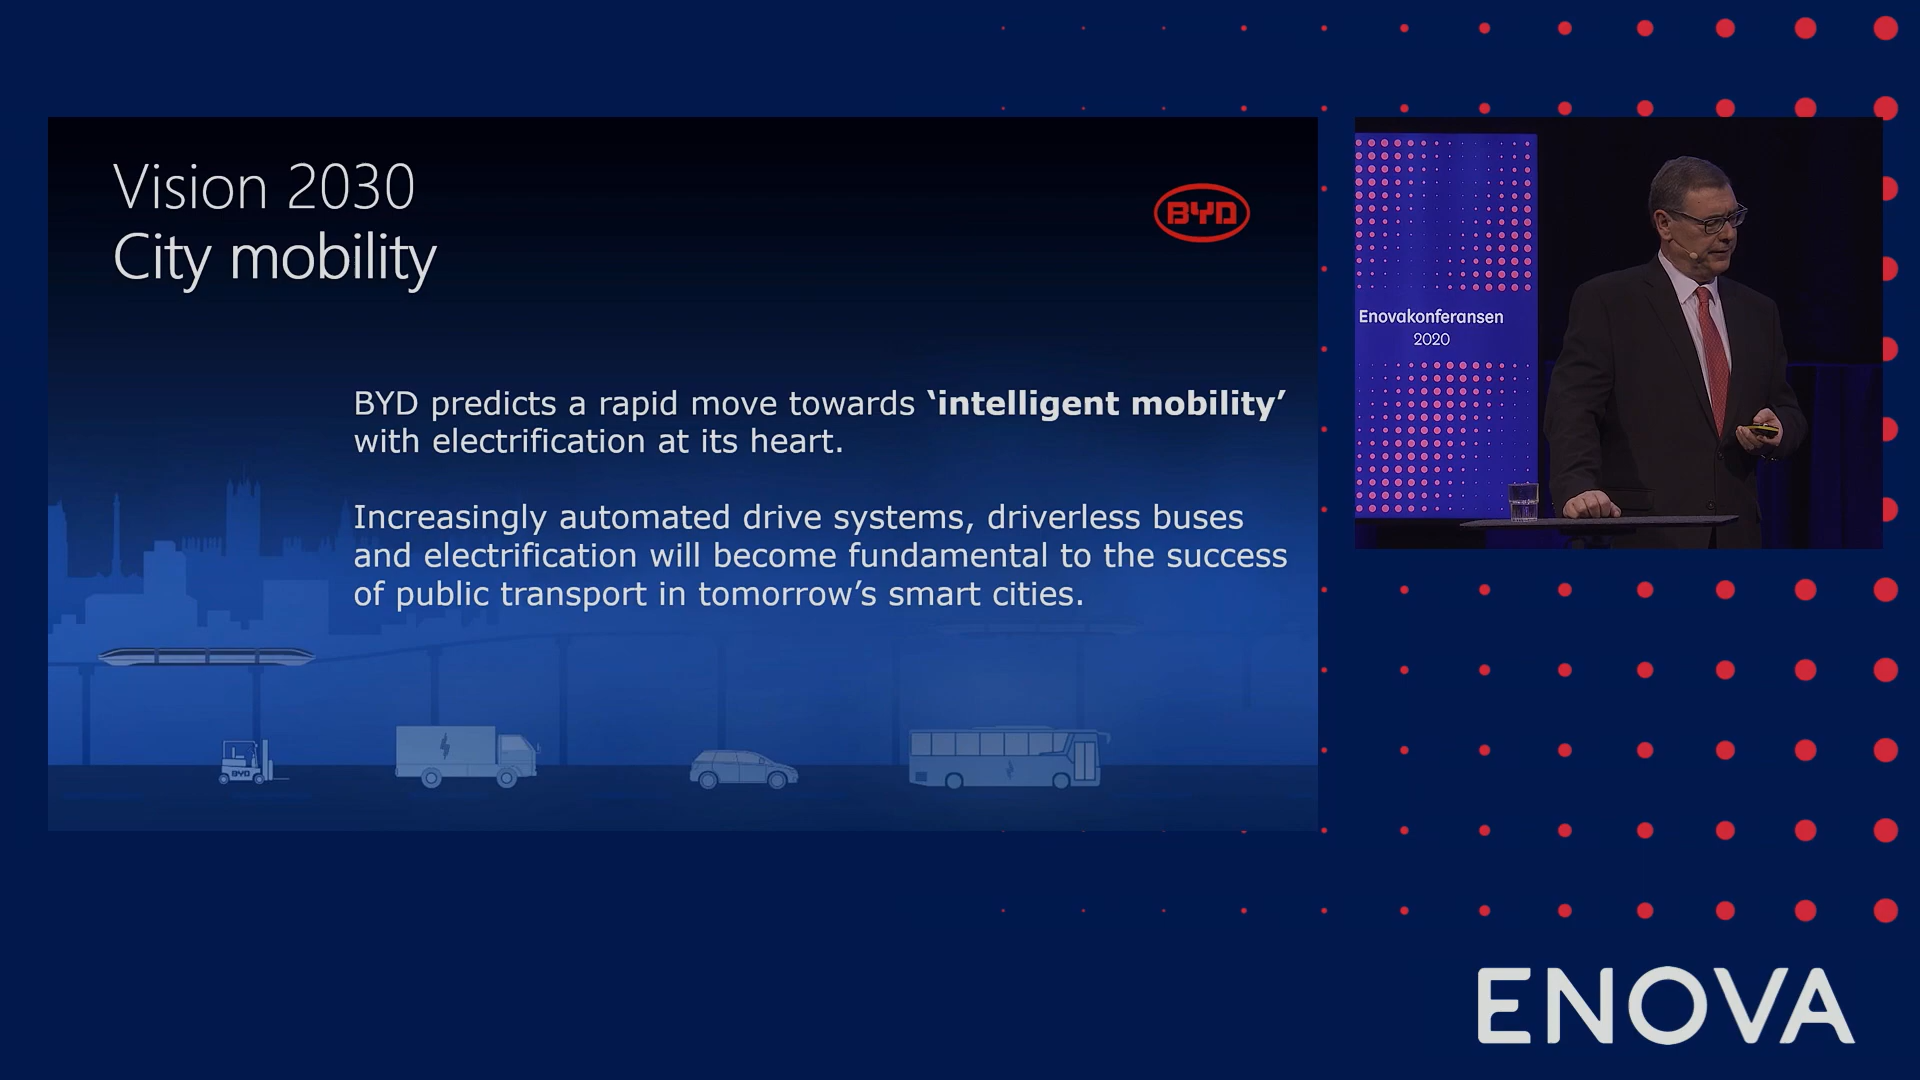 Vision 2030
City mobility
BYD
BYD predicts a rapid move towards ‘intelligent mobility’
with electrification at its heart.
Increasingly automated drive systems, driverless buses
and electrification will become fundamental to the success
of public transport in tomorrow’s smart cities.
BYD
Enovakonferansen
2020
ENOVA